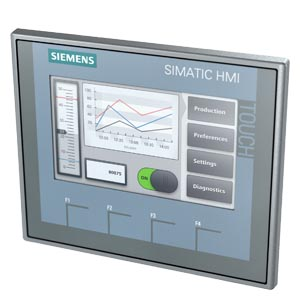 SIEMENS
SIMATIC HMI
TOUCH
Production
Preferences
Settings
Diagnostics
00075
ON
F1
F2
F3
F4